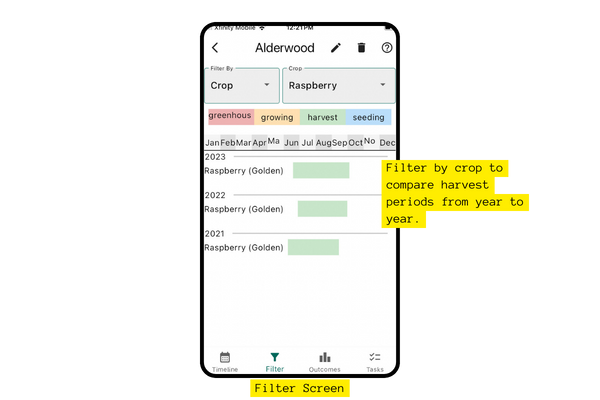 Xfinity Mobile 12:21PM
Alderwood
Filter By
Crop
Crop
Raspberry
greenhous growing harvest seeding
Jan Feb Mar Apr Ma Jun Jul Aug Sep Oct No Dec
2023
Raspberry (Golden)
2022
Raspberry (Golden)
2021
Raspberry (Golden)
Filter by crop to
compare harvest
periods from year to
year.
Timeline Filter Outcomes Tasks
Filter Screen